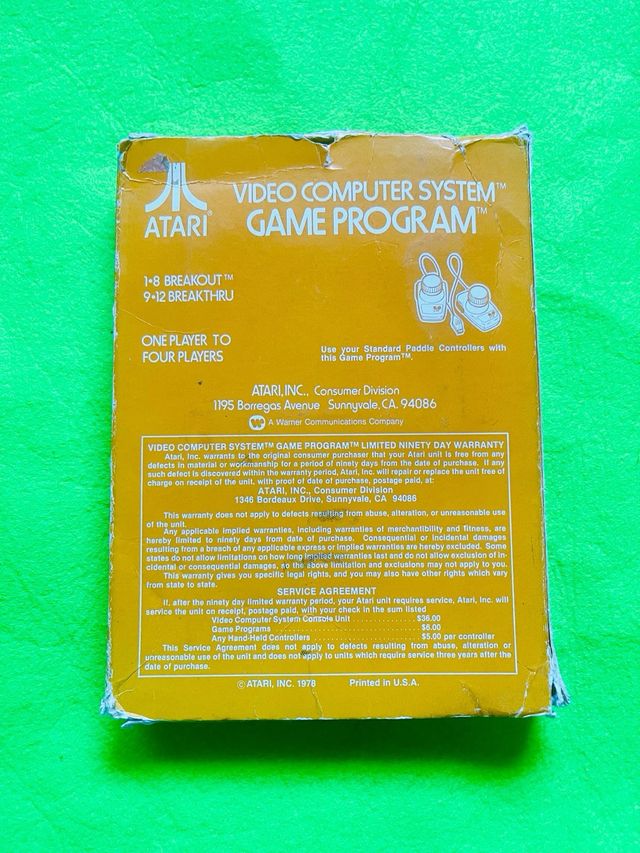 ATARI®
VIDEO COMPUTER SYSTEM™
GAME PROGRAM™
1•8 BREAKOUT™
9•12 BREAKTHRU
ONE PLAYER TO
FOUR PLAYERS
Use your Standard Paddle Controllers with
this Game Program™.
ATARI, INC., Consumer Division
1195 Borregas Avenue Sunnyvale, CA. 94086
A Warner Communications Company
VIDEO COMPUTER SYSTEM™ GAME PROGRAM™ LIMITED NINETY DAY WARRANTY
Atari, Inc. warrants to the original consumer purchaser that your Atari unit is free from any
defects in material or workmanship for a period of ninety days from the date of purchase. If any
such defect is discovered within the warranty period, Atari, Inc. will repair or replace the unit free of
charge on receipt of the unit, with proof of date of purchase, postage paid, at:
ATARI, INC., Consumer Division
1346 Bordeaux Drive, Sunnyvale, CA 94086
This warranty does not apply to defects resulting from abuse, alteration, or unreasonable use
of the unit.
Any applicable implied warranties, including warranties of merchantibility and fitness, are
hereby limited to ninety days from date of purchase. Consequential or incidental damages
resulting from a breach of any applicable express or implied warranties are hereby excluded. Some
states do not allow limitations on how long implied warranties last and do not allow exclusion of in-
cidental or consequential damages, so the above limitation and exclusions may not apply to you.
This warranty gives you specific legal rights, and you may also have other rights which vary
from state to state.
SERVICE AGREEMENT
If, after the ninety day limited warranty period, your Atari unit requires service, Atari, Inc. will
service the unit on receipt, postage paid, with your check in the sum listed
Video Computer System Console Unit .............. $36.00
Game Programs .............. $6.00
Any Hand-Held Controllers .............. $5.00 per controller
This Service Agreement does not apply to defects resulting from abuse, alteration or
unreasonable use of the unit and does not apply to units which require service three years after the
date of purchase.
© ATARI, INC. 1978 Printed in U.S.A.